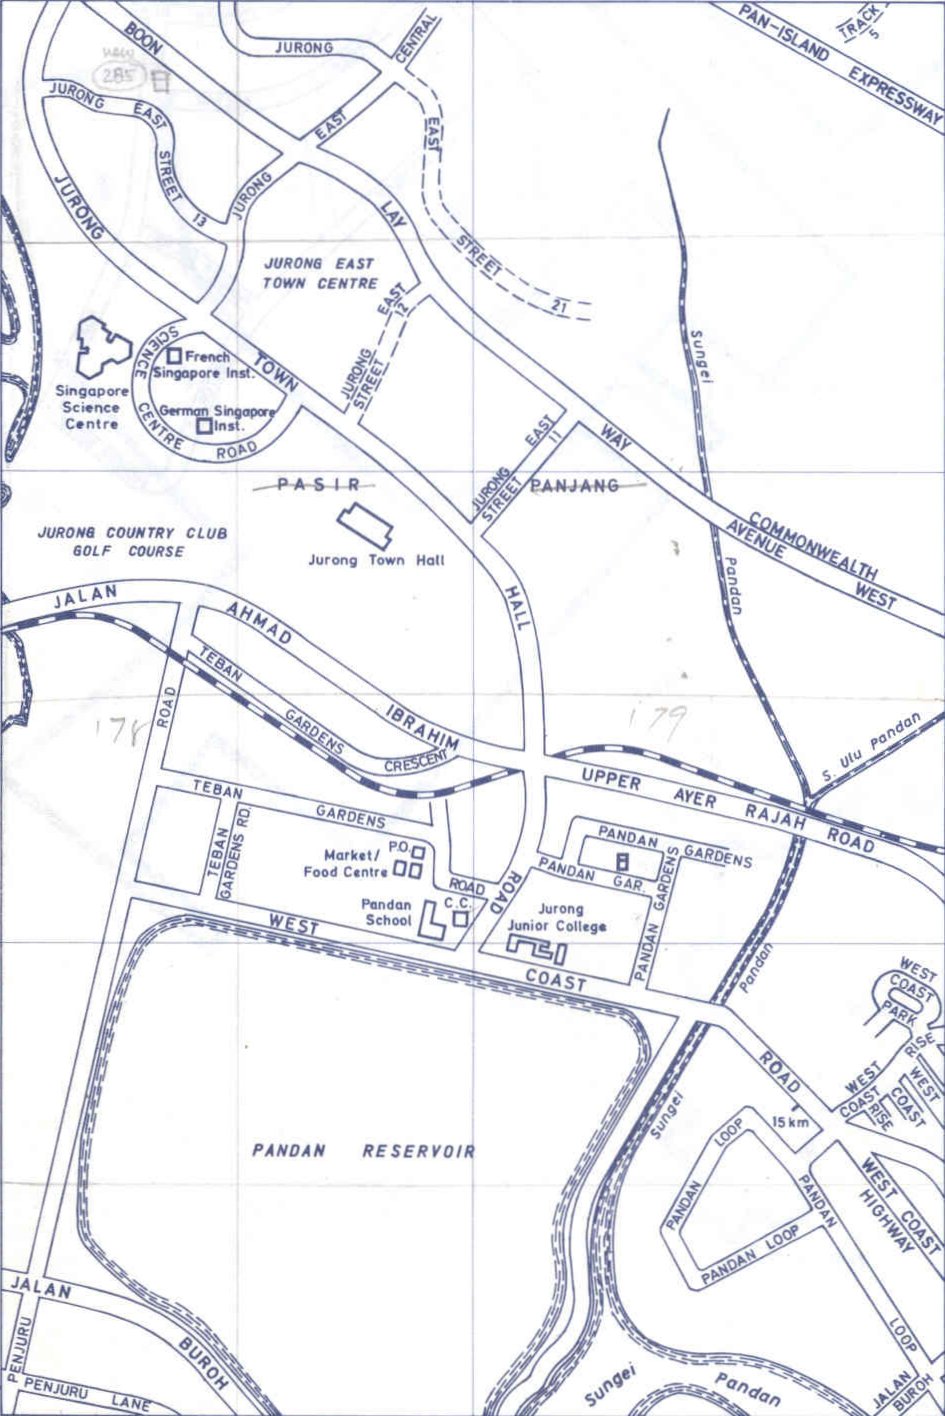 BOON
LAY
WAY
JURONG
EAST
CENTRAL
PAN-ISLAND EXPRESSWAY
TRACK
5
new
285
JURONG EAST STREET 13
JURONG EAST
EAST STREET 21
JURONG
TOWN
HALL
ROAD
JURONG EAST
TOWN CENTRE
JURONG EAST
STREET 12
JURONG EAST
STREET 11
Sungei
Pandan
SCIENCE CENTRE ROAD
French
Singapore Inst.
German Singapore
Inst.
Singapore
Science
Centre
PASIR
PANJANG
Jurong Town Hall
JURONG COUNTRY CLUB
GOLF COURSE
COMMONWEALTH
AVENUE WEST
JALAN
AHMAD
IBRAHIM
TEBAN
GARDENS
CRESCENT
ROAD
178
179
S. Ulu Pandan
UPPER AYER RAJAH ROAD
TEBAN
GARDENS
ROAD
TEBAN
GARDENS RD.
P.O.
Market/
Food Centre
Pandan
School
C.C.
PANDAN GARDENS
PANDAN GAR.
PANDAN GARDENS
Jurong
Junior College
WEST
COAST
ROAD
Pandan
Sungei
WEST
COAST
PARK
WEST
COAST
RISE
RISE
WEST
COAST
15km
PANDAN RESERVOIR
PANDAN LOOP
PANDAN LOOP
PANDAN
LOOP
WEST COAST
HIGHWAY
JALAN
BUROH
PENJURU
PENJURU LANE
Sungei
Pandan
JALAN
BUROH